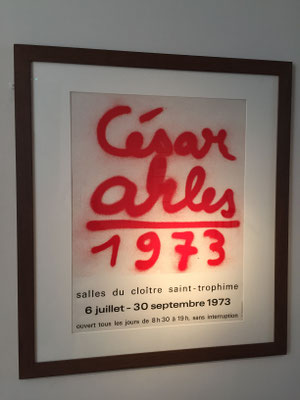 César
arles
1973
salles du cloître saint-trophime
6 juillet - 30 septembre 1973
ouvert tous les jours de 8h30 à 19h, sans interruption